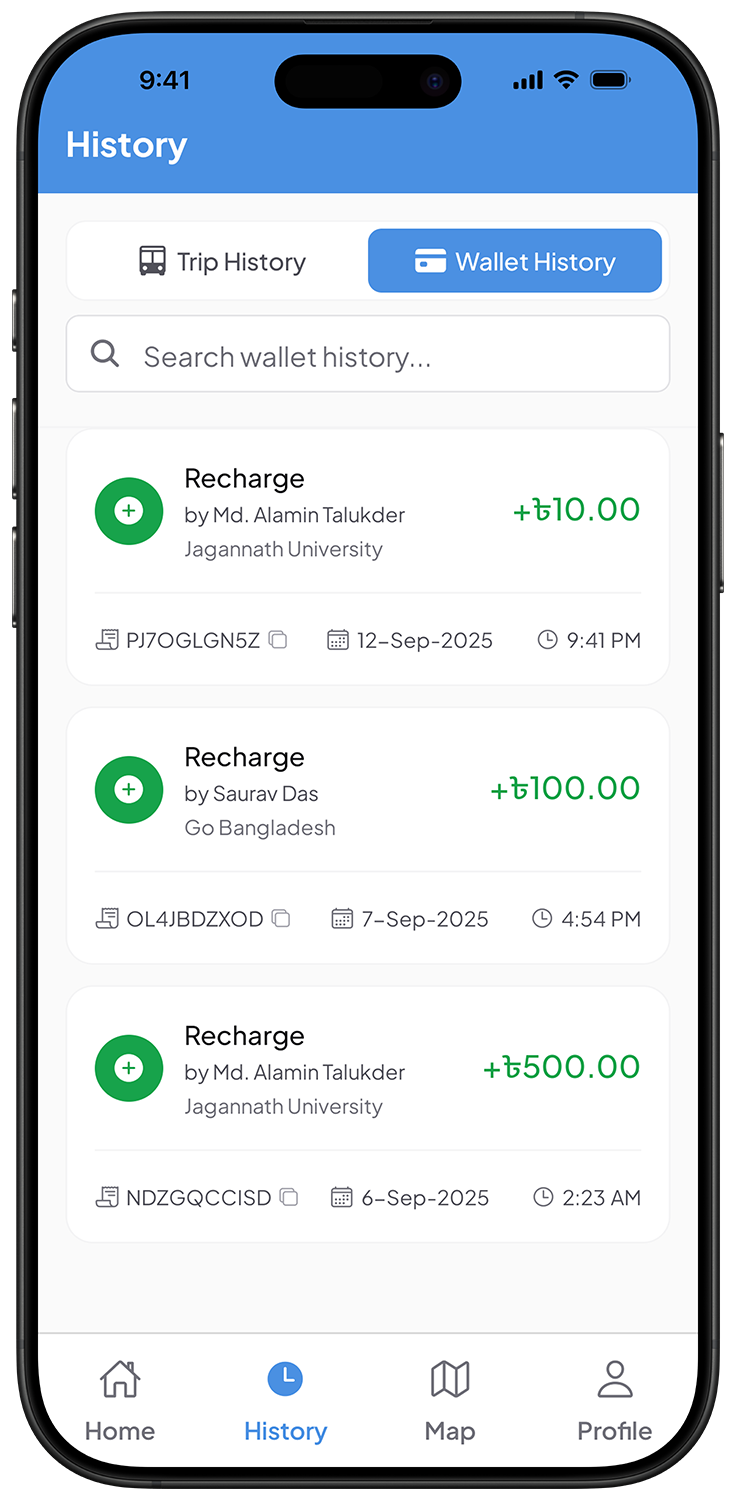 9:41
History
Trip History
Wallet History
Search wallet history...
Recharge
by Md. Alamin Talukder
Jagannath University
+৳10.00
PJ7OGLGN5Z
12-Sep-2025
9:41 PM
Recharge
by Saurav Das
Go Bangladesh
+৳100.00
OL4JBDZXOD
7-Sep-2025
4:54 PM
Recharge
by Md. Alamin Talukder
Jagannath University
+৳500.00
NDZGQCCISD
6-Sep-2025
2:23 AM
Home
History
Map
Profile